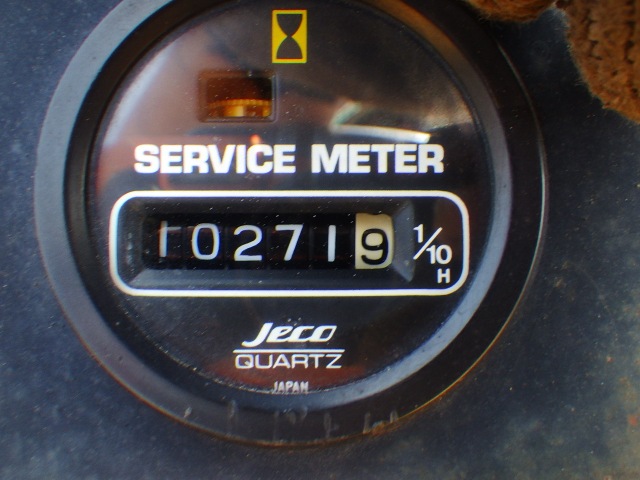 SERVICE METER
102719 1/10
H
Jeco
QUARTZ
JAPAN